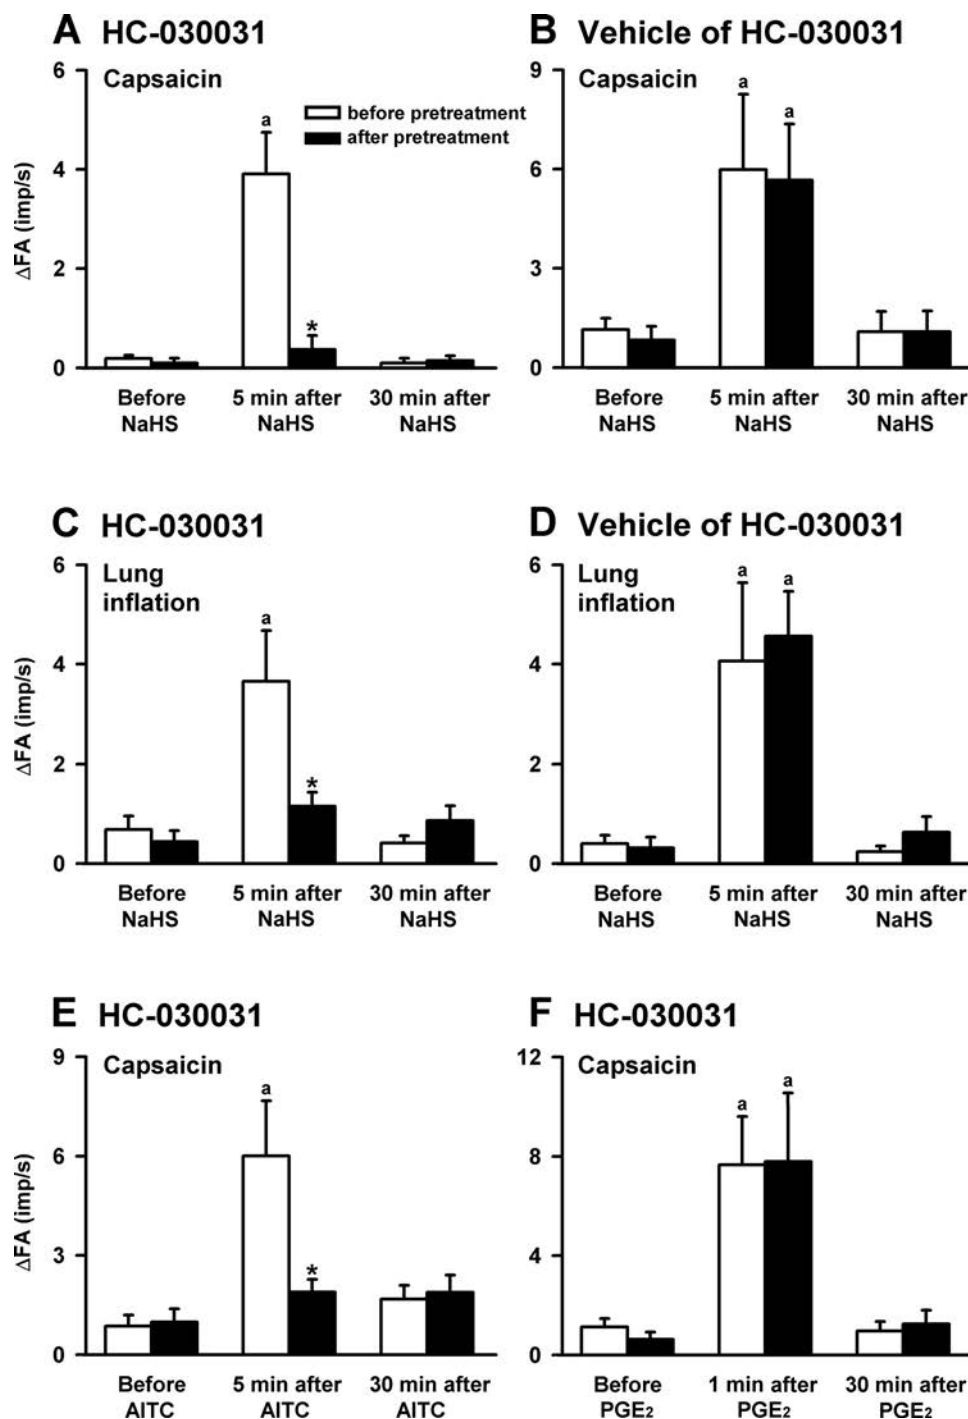 A HC-030031
Capsaicin
before pretreatment
after pretreatment
ΔFA (imp/s)
6
4
2
0
a
*
Before NaHS
5 min after NaHS
30 min after NaHS
B Vehicle of HC-030031
Capsaicin
9
6
3
0
a
a
Before NaHS
5 min after NaHS
30 min after NaHS
C HC-030031
Lung
inflation
ΔFA (imp/s)
6
4
2
0
a
*
Before NaHS
5 min after NaHS
30 min after NaHS
D Vehicle of HC-030031
Lung
inflation
6
4
2
0
a
a
Before NaHS
5 min after NaHS
30 min after NaHS
E HC-030031
Capsaicin
ΔFA (imp/s)
9
6
3
0
a
*
Before AITC
5 min after AITC
30 min after AITC
F HC-030031
Capsaicin
12
8
4
0
a
a
Before PGE₂
1 min after PGE₂
30 min after PGE₂